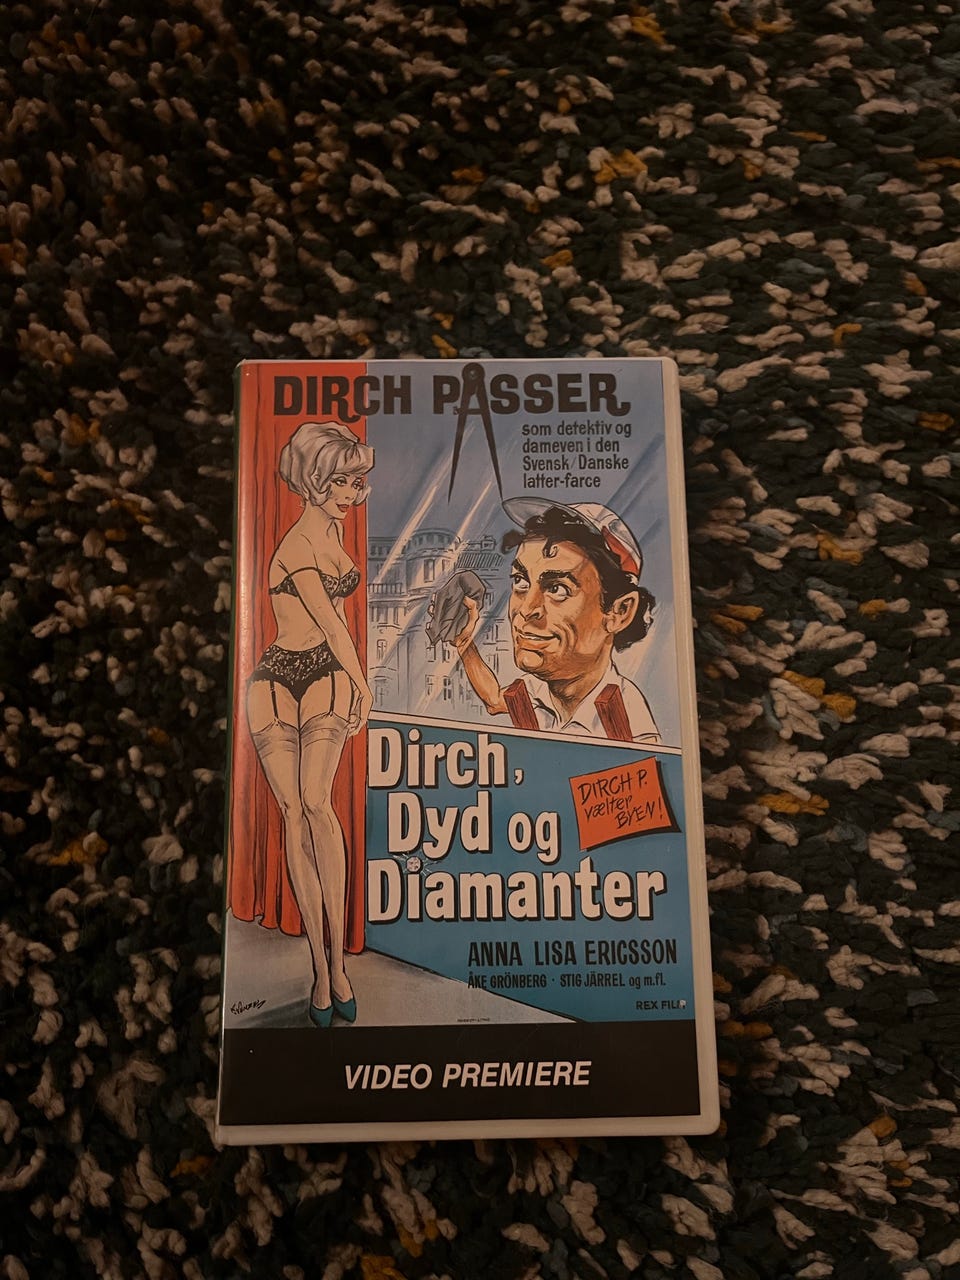 DIRCH PASSER
som detektiv og
dameven i den
Svensk/Danske
latter-farce
Dirch,
Dyd og
Diamanter
DIRCH P.
vælter
BYEN!
ANNA LISA ERICSSON
ÅKE GRÖNBERG · STIG JÄRREL og m.fl.
REX FILM
VIDEO PREMIERE